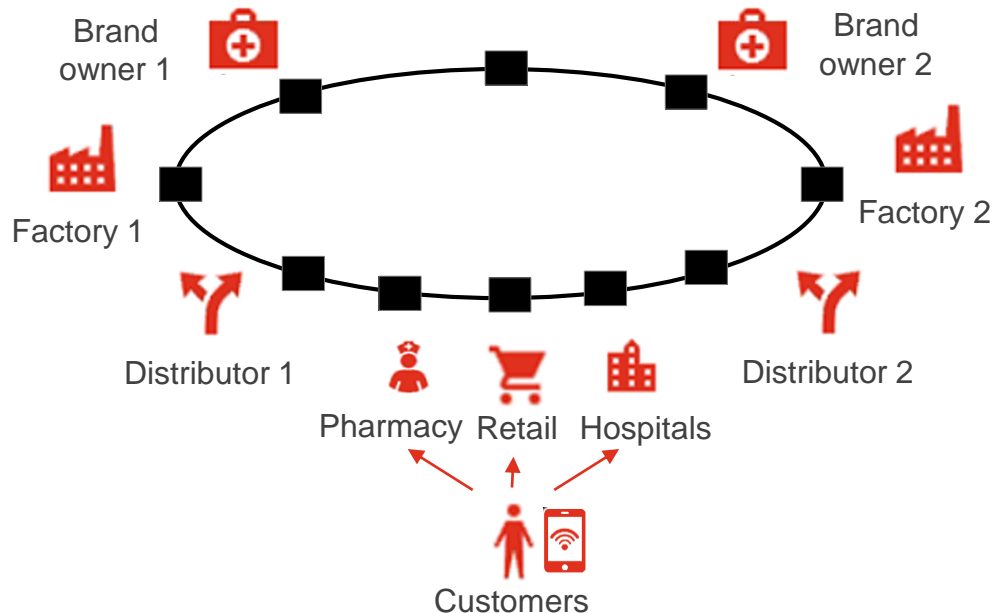 Brand
owner 1
Brand
owner 2
Factory 1
Factory 2
Distributor 1
Distributor 2
Pharmacy
Retail
Hospitals
Customers